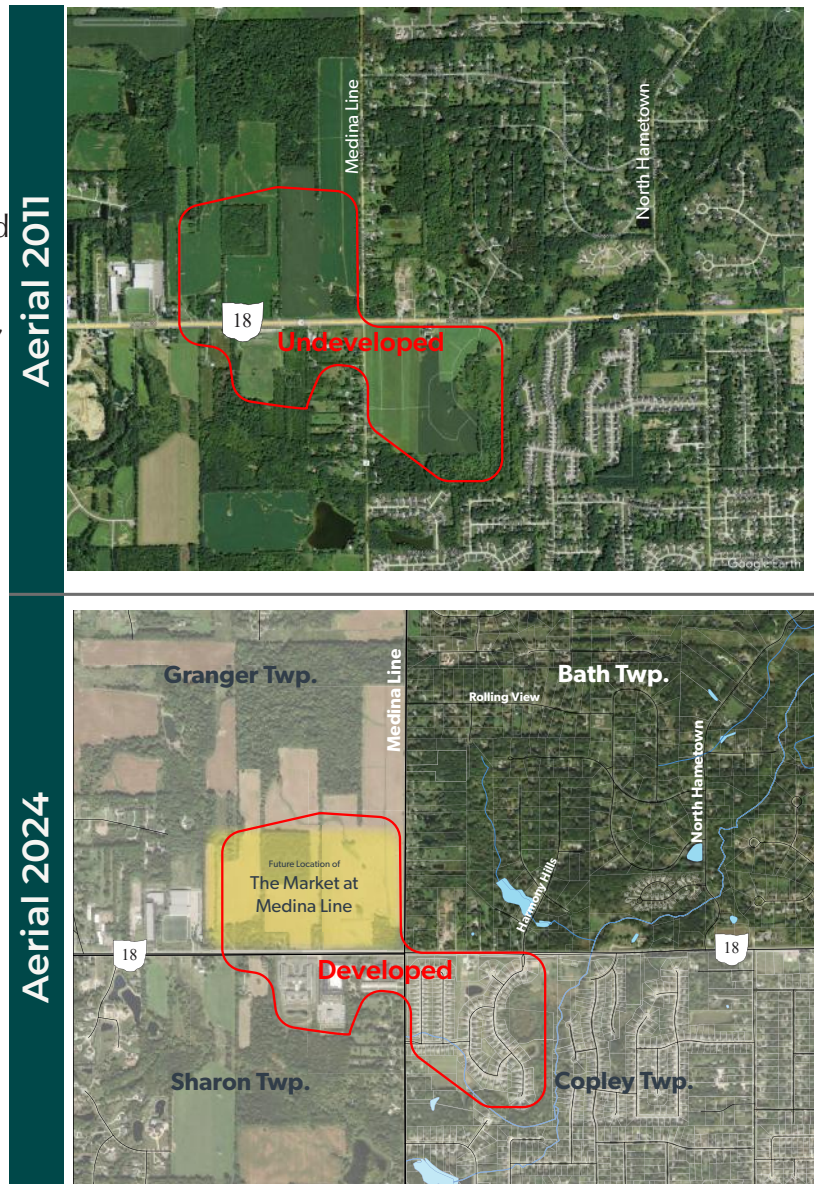 Aerial 2011
d
Medina Line
North Hametown
18
Undeveloped
Google Earth
Aerial 2024
Granger Twp.
Medina Line
Bath Twp.
Rolling View
North Hametown
Future Location of
The Market at
Medina Line
Harmony Hills
18
18
Developed
Sharon Twp.
Copley Twp.